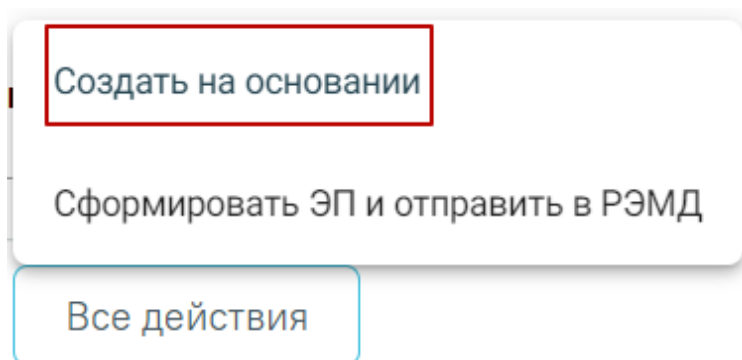 Создать на основании
Сформировать ЭП и отправить в РЭМД
Все действия